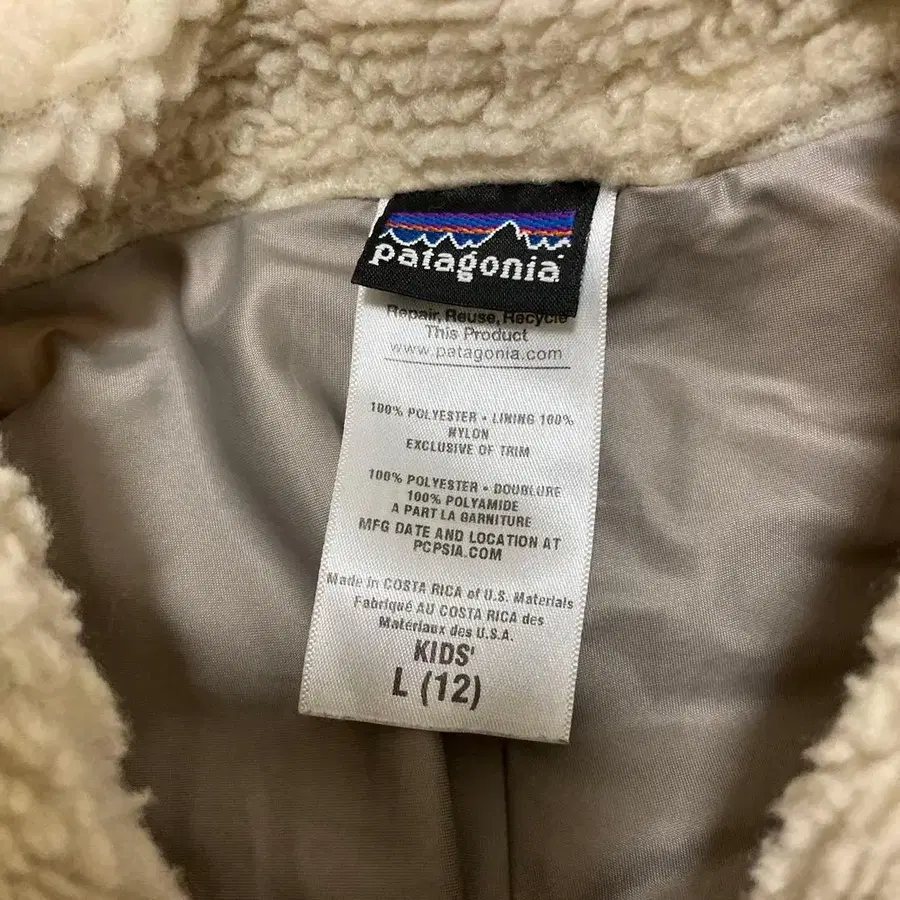 patagonia
Repair, Reuse, Recycle
This Product
www.patagonia.com
100% POLYESTER • LINING 100%
NYLON
EXCLUSIVE OF TRIM
100% POLYESTER • DOUBLURE
100% POLYAMIDE
A PART LA GARNITURE
MFG DATE AND LOCATION AT
PCPSIA.COM
Made in COSTA RICA of U.S. Materials
Fabriqué AU COSTA RICA des
Matériaux des U.S.A.
KIDS'
L (12)